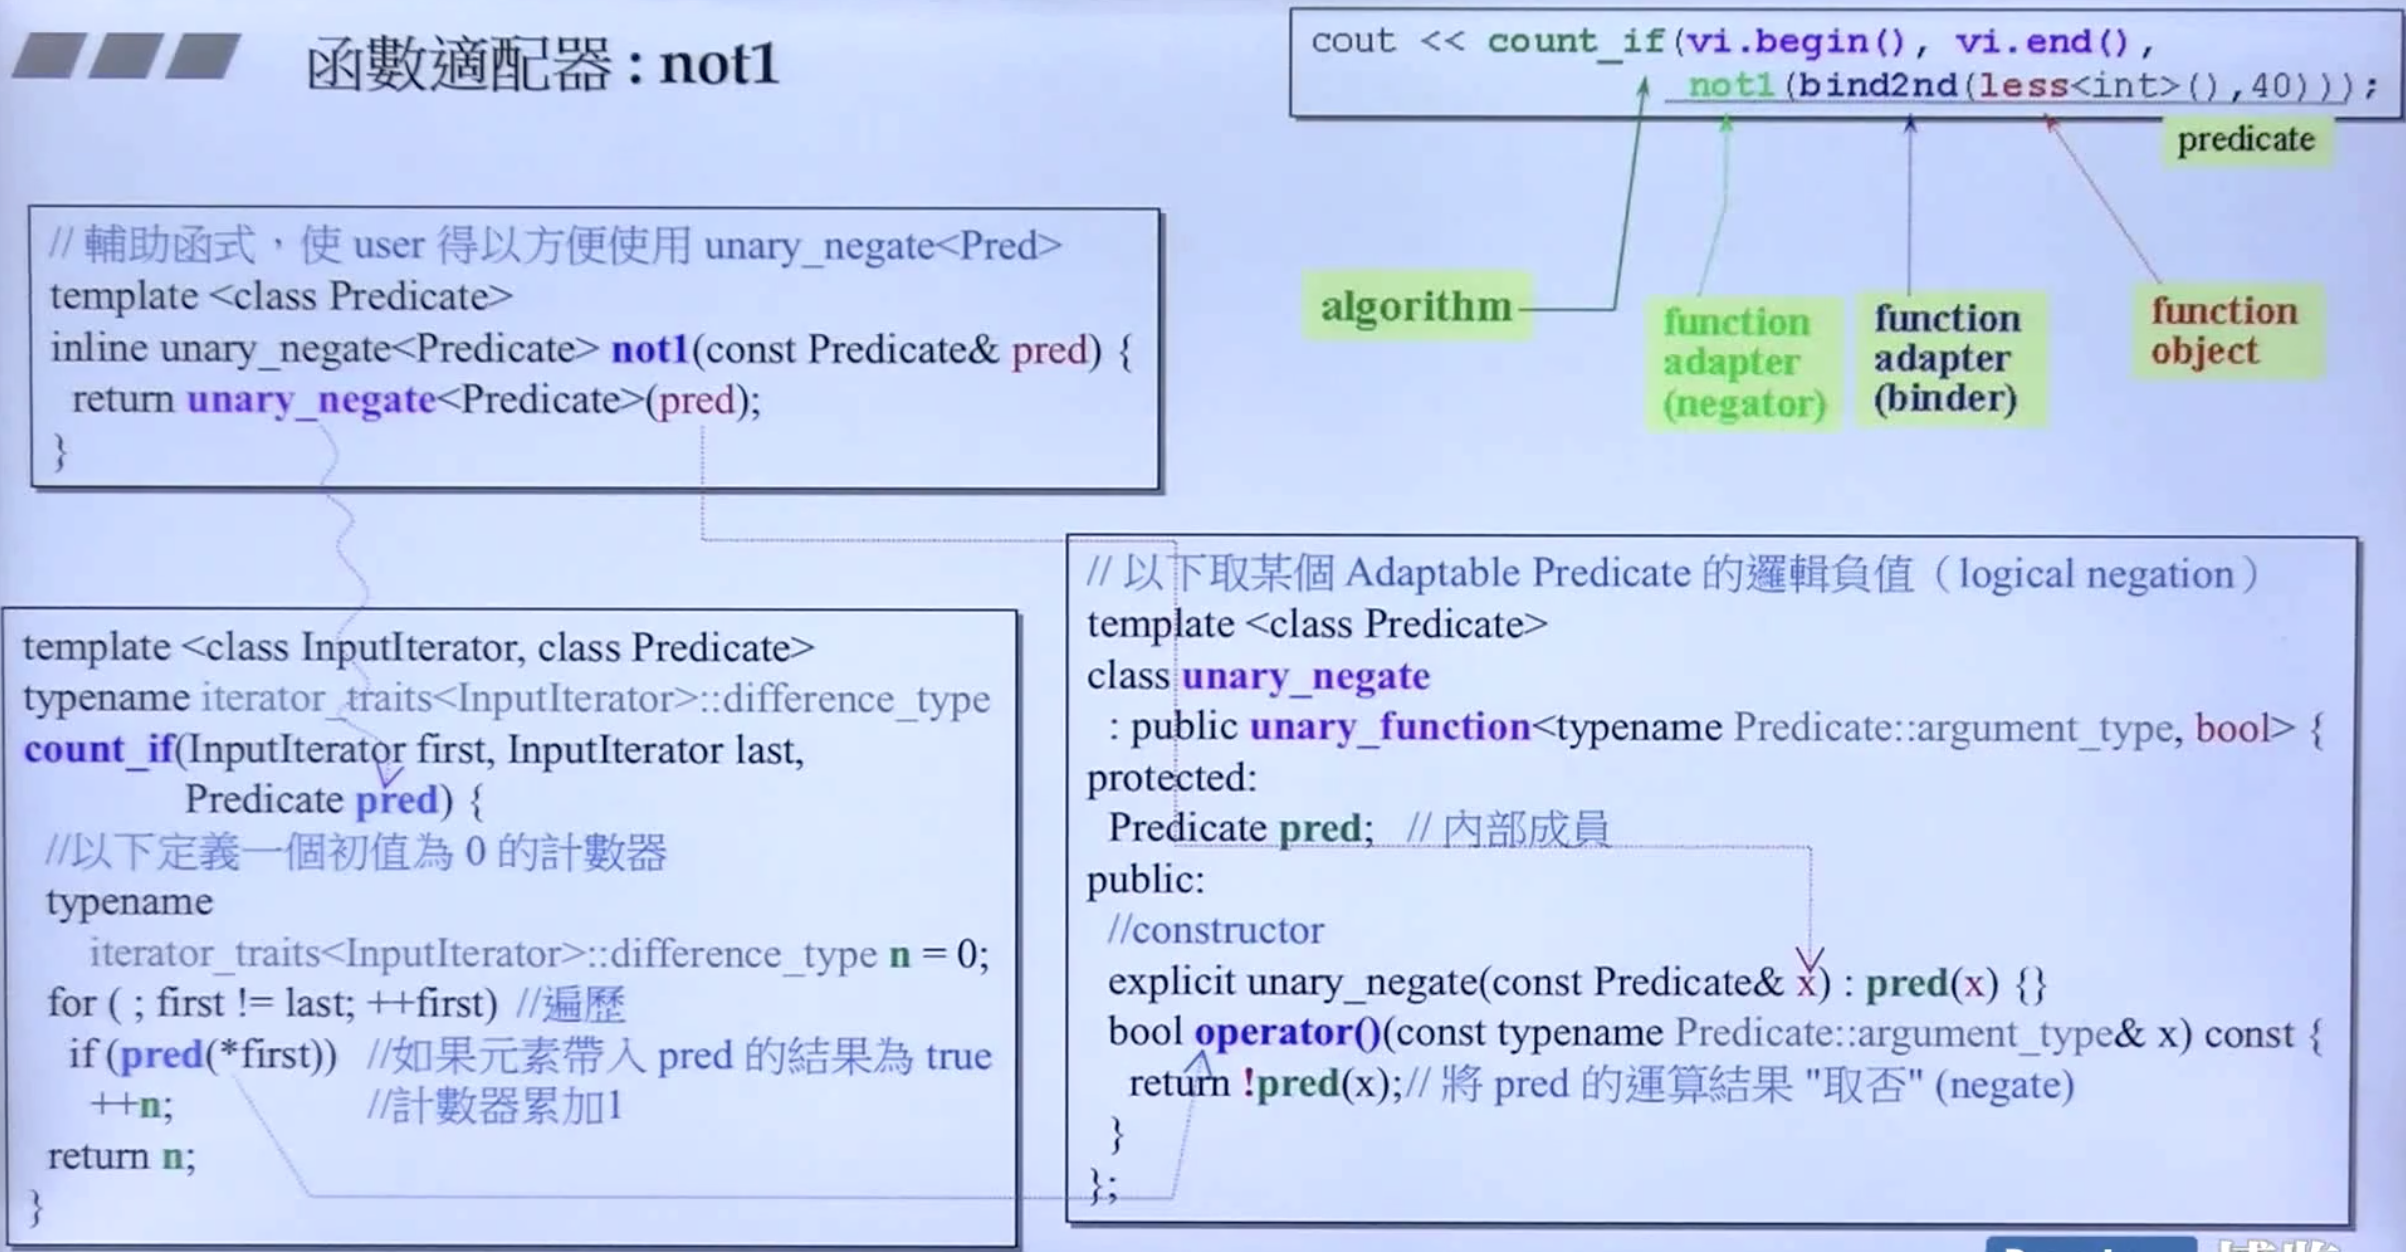 函數適配器 : not1
cout << count_if(vi.begin(), vi.end(),
not1(bind2nd(less<int>(),40)));
predicate
algorithm
function
adapter
(negator)
function
adapter
(binder)
function
object
// 輔助函式，使 user 得以方便使用 unary_negate<Pred>
template <class Predicate>
inline unary_negate<Predicate> not1(const Predicate& pred) {
return unary_negate<Predicate>(pred);
}
template <class InputIterator, class Predicate>
typename iterator_traits<InputIterator>::difference_type
count_if(InputIterator first, InputIterator last,
Predicate pred) {
//以下定義一個初值為 0 的計數器
typename
iterator_traits<InputIterator>::difference_type n = 0;
for ( ; first != last; ++first) //遍歷
if (pred(*first)) //如果元素帶入 pred 的結果為 true
++n; //計數器累加1
return n;
}
// 以下取某個 Adaptable Predicate 的邏輯負值（logical negation）
template <class Predicate>
class unary_negate
: public unary_function<typename Predicate::argument_type, bool> {
protected:
Predicate pred; // 內部成員
public:
//constructor
explicit unary_negate(const Predicate& x) : pred(x) {}
bool operator()(const typename Predicate::argument_type& x) const {
return !pred(x);// 將 pred 的運算結果 "取否" (negate)
}
};